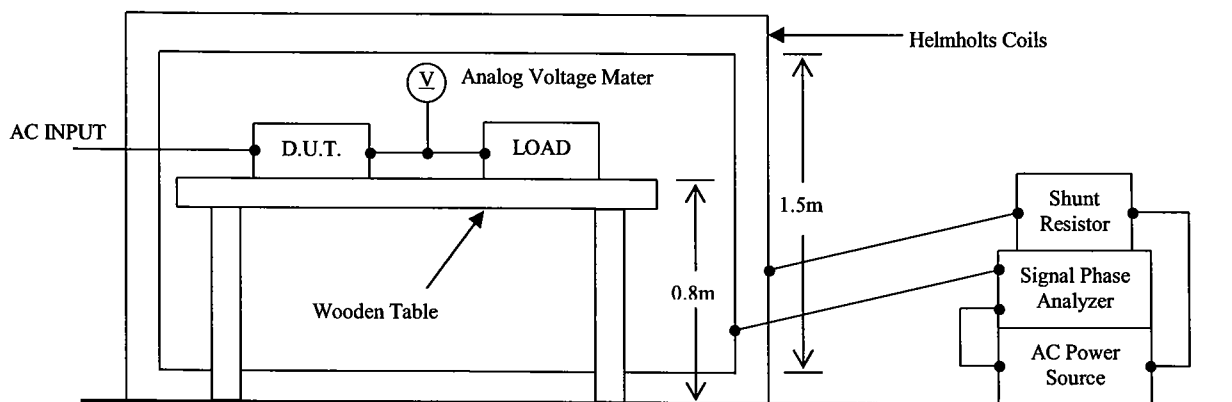 Helmholts Coils
V
Analog Voltage Mater
AC INPUT
D.U.T.
LOAD
1.5m
Shunt
Resistor
0.8m
Signal Phase
Analyzer
Wooden Table
AC Power
Source